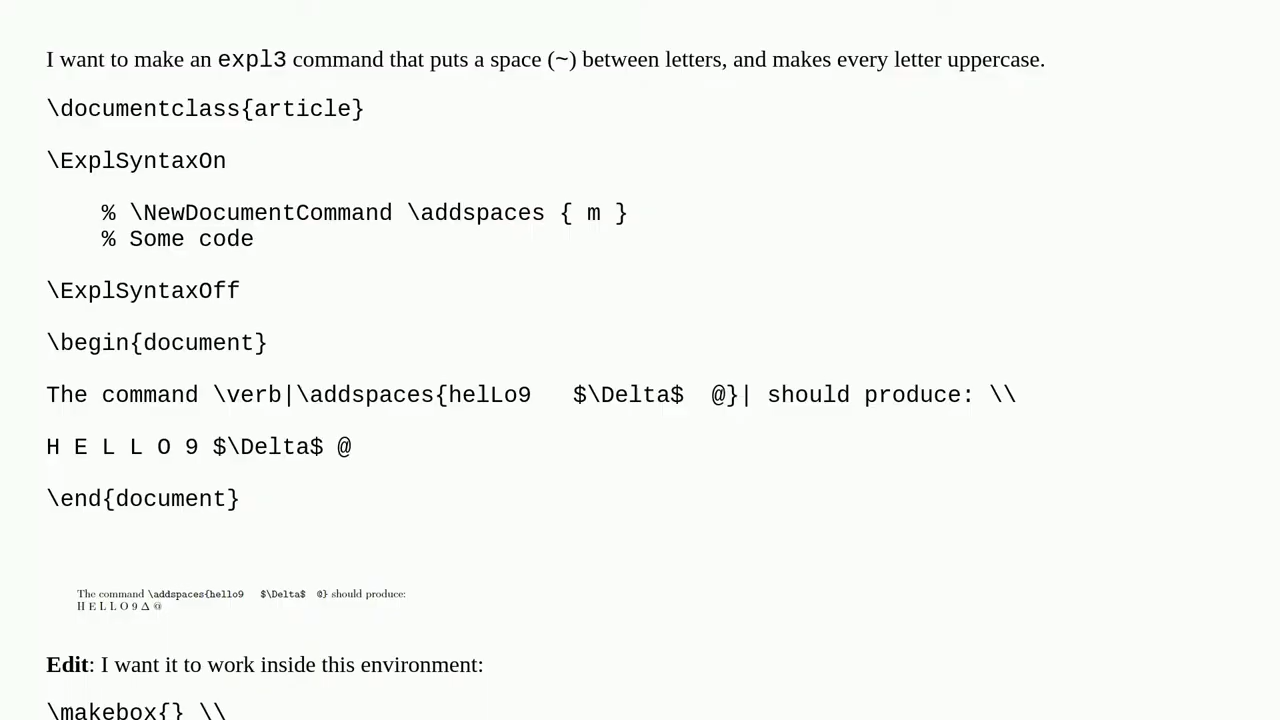 I want to make an expl3 command that puts a space (~) between letters, and makes every letter uppercase.
\documentclass{article}
\ExplSyntaxOn
    % \NewDocumentCommand \addspaces { m }
    % Some code
\ExplSyntaxOff
\begin{document}
The command \verb|\addspaces{helLo9   $\Delta$  @}| should produce: \\
H E L L O 9 $\Delta$ @
\end{document}
The command \addspaces{hello9   $\Delta$  @} should produce:
H E L L O 9 Δ @
Edit: I want it to work inside this environment:
\makebox{} \\